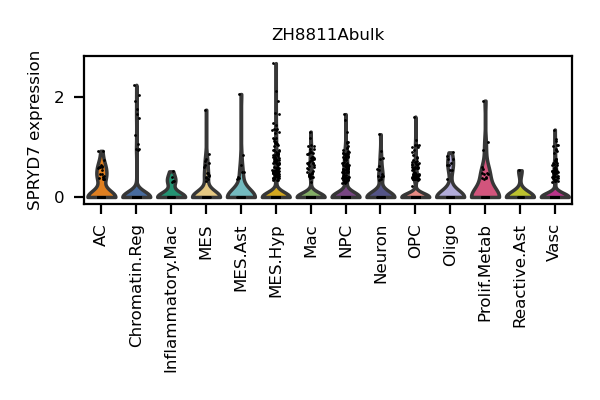 ZH8811Abulk
SPRYD7 expression
2
0
AC
Chromatin.Reg
Inflammatory.Mac
MES
MES.Ast
MES.Hyp
Mac
NPC
Neuron
OPC
Oligo
Prolif.Metab
Reactive.Ast
Vasc